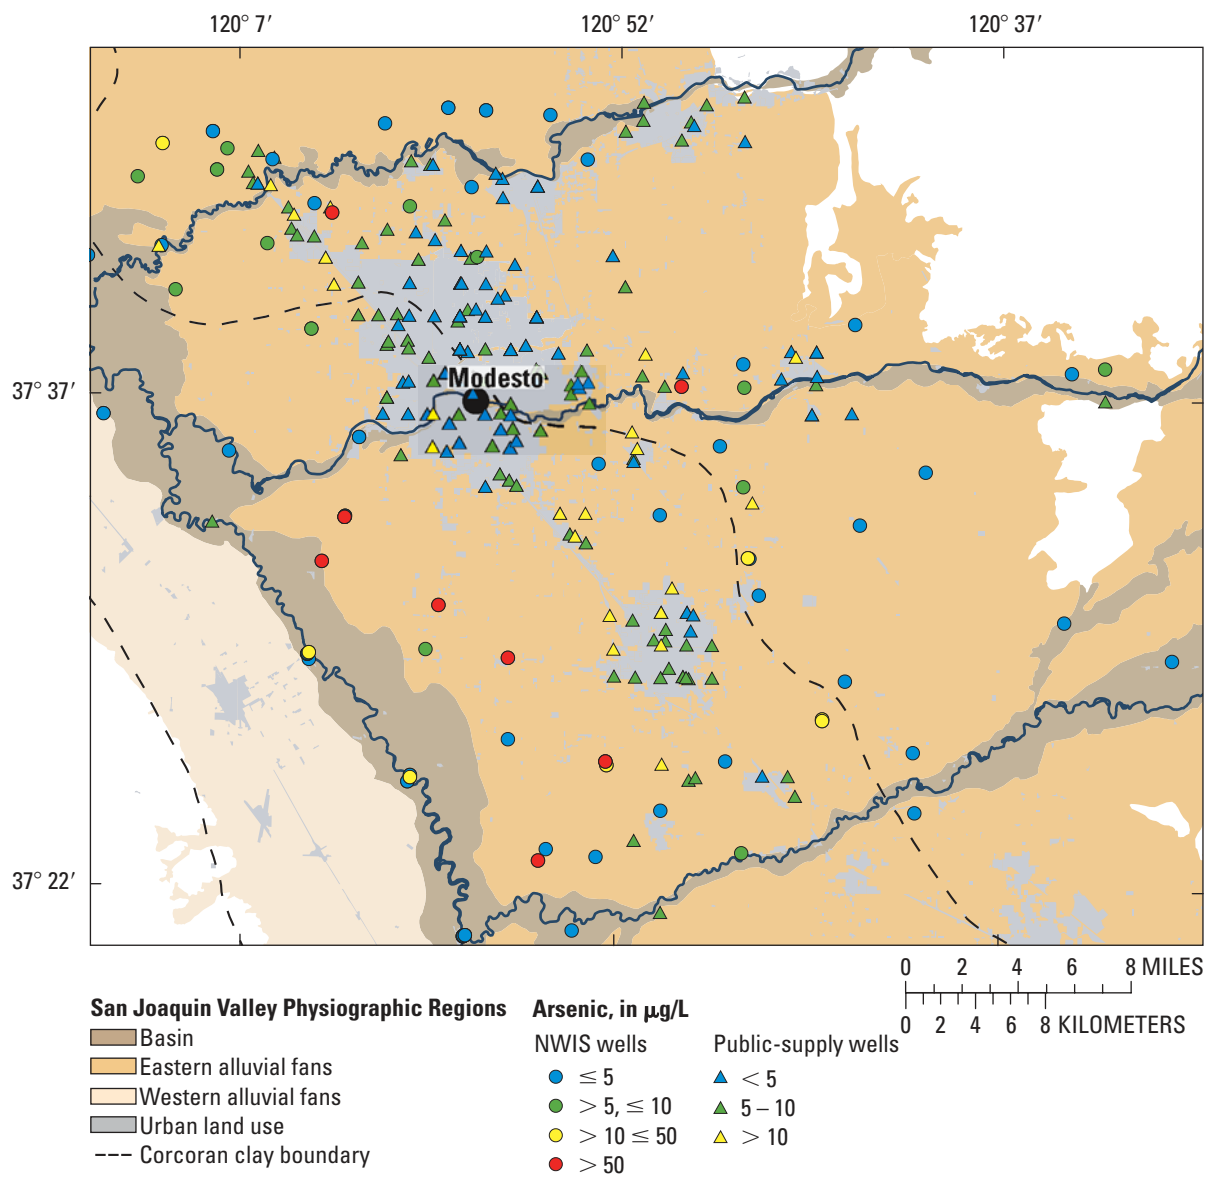 120° 7′ 120° 52′ 120° 37′
37° 37′
Modesto
37° 22′
0 2 4 6 8 MILES
0 2 4 6 8 KILOMETERS
San Joaquin Valley Physiographic Regions
Basin
Eastern alluvial fans
Western alluvial fans
Urban land use
Corcoran clay boundary
Arsenic, in µg/L
NWIS wells
≤ 5
> 5, ≤ 10
> 10 ≤ 50
> 50
Public-supply wells
< 5
5 – 10
> 10